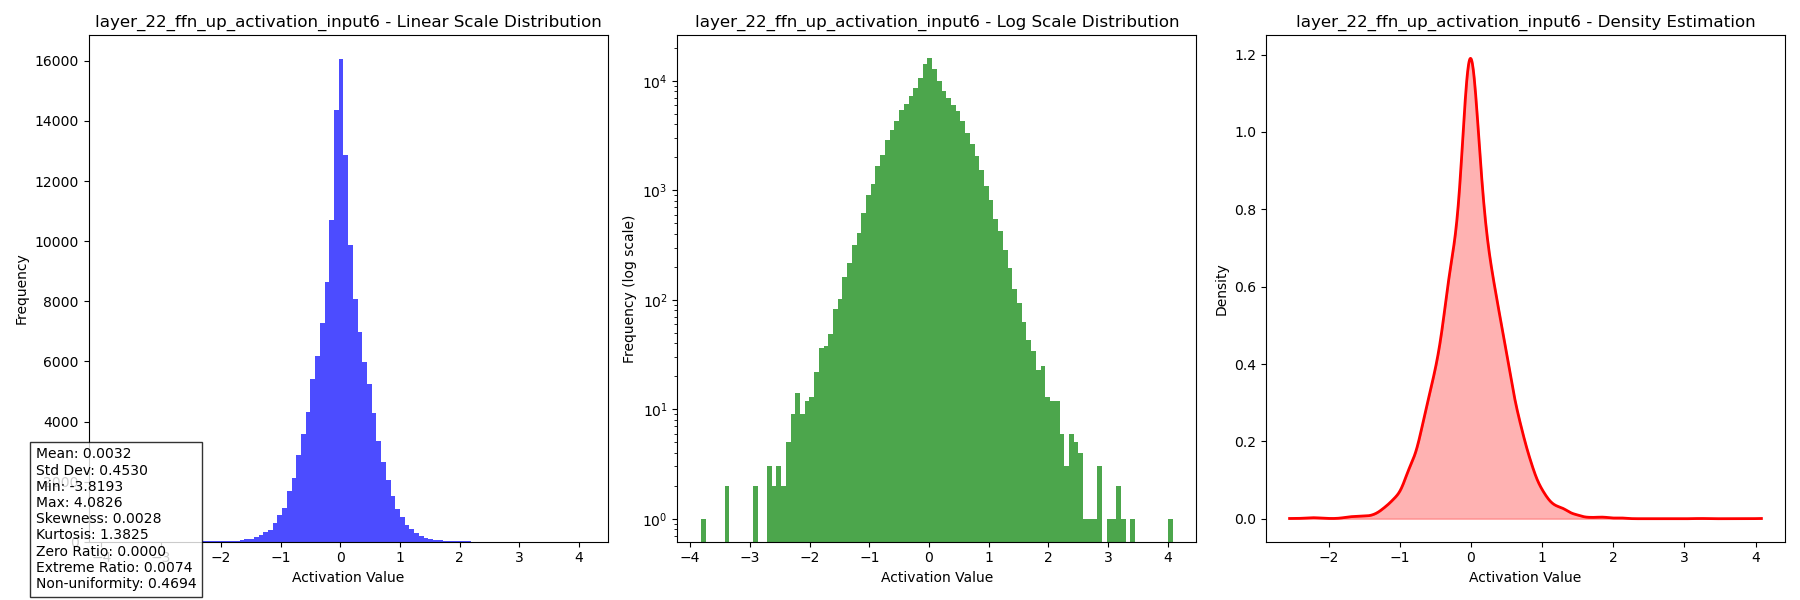 layer_22_ffn_up_activation_input6 - Linear Scale Distribution
16000
14000
12000
10000
8000
6000
4000
2000
0
Frequency
−4 −3 −2 −1 0 1 2 3 4
Activation Value
Mean: 0.0032
Std Dev: 0.4530
Min: -3.8193
Max: 4.0826
Skewness: 0.0028
Kurtosis: 1.3825
Zero Ratio: 0.0000
Extreme Ratio: 0.0074
Non-uniformity: 0.4694
layer_22_ffn_up_activation_input6 - Log Scale Distribution
10⁴
10³
10²
10¹
10⁰
Frequency (log scale)
−4 −3 −2 −1 0 1 2 3 4
Activation Value
layer_22_ffn_up_activation_input6 - Density Estimation
1.2
1.0
0.8
0.6
0.4
0.2
0.0
Density
−2 −1 0 1 2 3 4
Activation Value